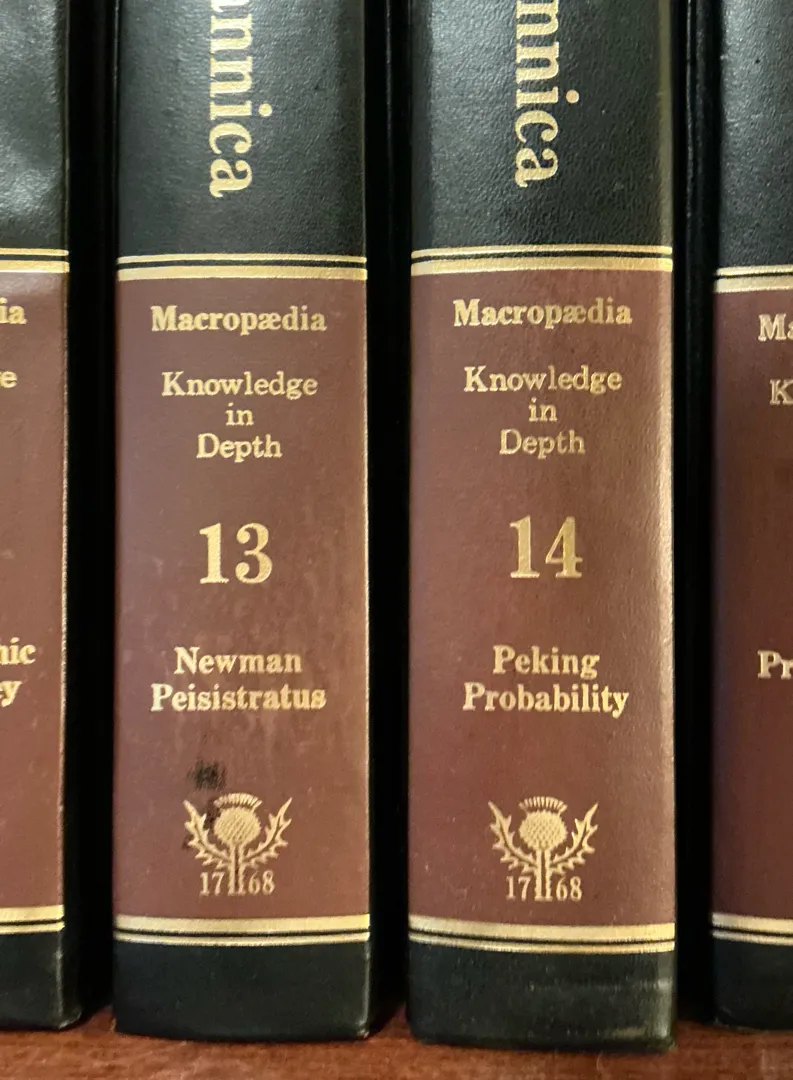 nnica
Macropædia
Knowledge
in
Depth
13
Newman
Peisistratus
1768
nnica
Macropædia
Knowledge
in
Depth
14
Peking
Probability
1768